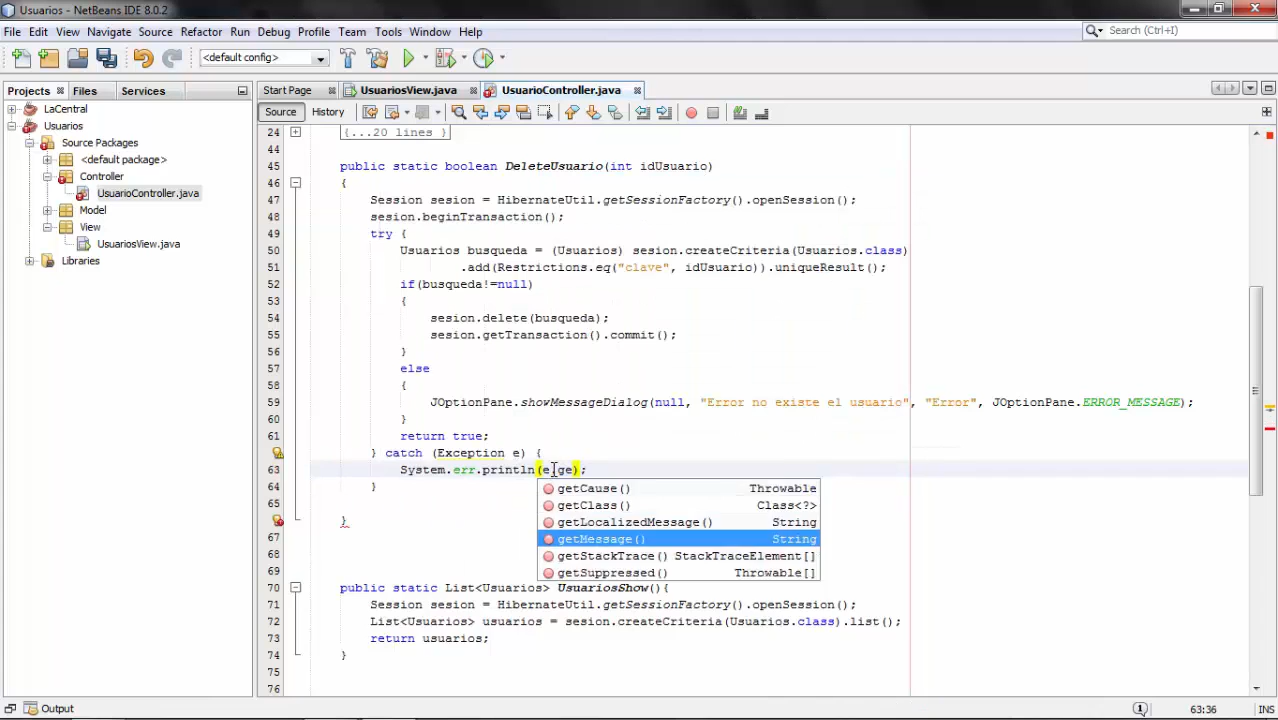 Usuarios - NetBeans IDE 8.0.2
File Edit View Navigate Source Refactor Run Debug Profile Team Tools Window Help
Search (Ctrl+I)
<default config>
Projects Files Services
Start Page UsuariosView.java UsuarioController.java
LaCentral
Usuarios
Source Packages
<default package>
Controller
UsuarioController.java
Model
View
UsuariosView.java
Libraries
Source History
24 {...20 lines }
44
45 public static boolean DeleteUsuario(int idUsuario)
46 {
47 Session sesion = HibernateUtil.getSessionFactory().openSession();
48 sesion.beginTransaction();
49 try {
50 Usuarios busqueda = (Usuarios) sesion.createCriteria(Usuarios.class)
51 .add(Restrictions.eq("clave", idUsuario)).uniqueResult();
52 if(busqueda!=null)
53 {
54 sesion.delete(busqueda);
55 sesion.getTransaction().commit();
56 }
57 else
58 {
59 JOptionPane.showMessageDialog(null, "Error no existe el usuario", "Error", JOptionPane.ERROR_MESSAGE);
60 }
61 return true;
} catch (Exception e) {
63 System.err.println(e.ge);
64 }
65
}
67
68
69
70 public static List<Usuarios> UsuariosShow(){
71 Session sesion = HibernateUtil.getSessionFactory().openSession();
72 List<Usuarios> usuarios = sesion.createCriteria(Usuarios.class).list();
73 return usuarios;
74 }
75
76
getCause() Throwable
getClass() Class<?>
getLocalizedMessage() String
getMessage() String
getStackTrace() StackTraceElement[]
getSuppressed() Throwable[]
Output
1
63:36 INS